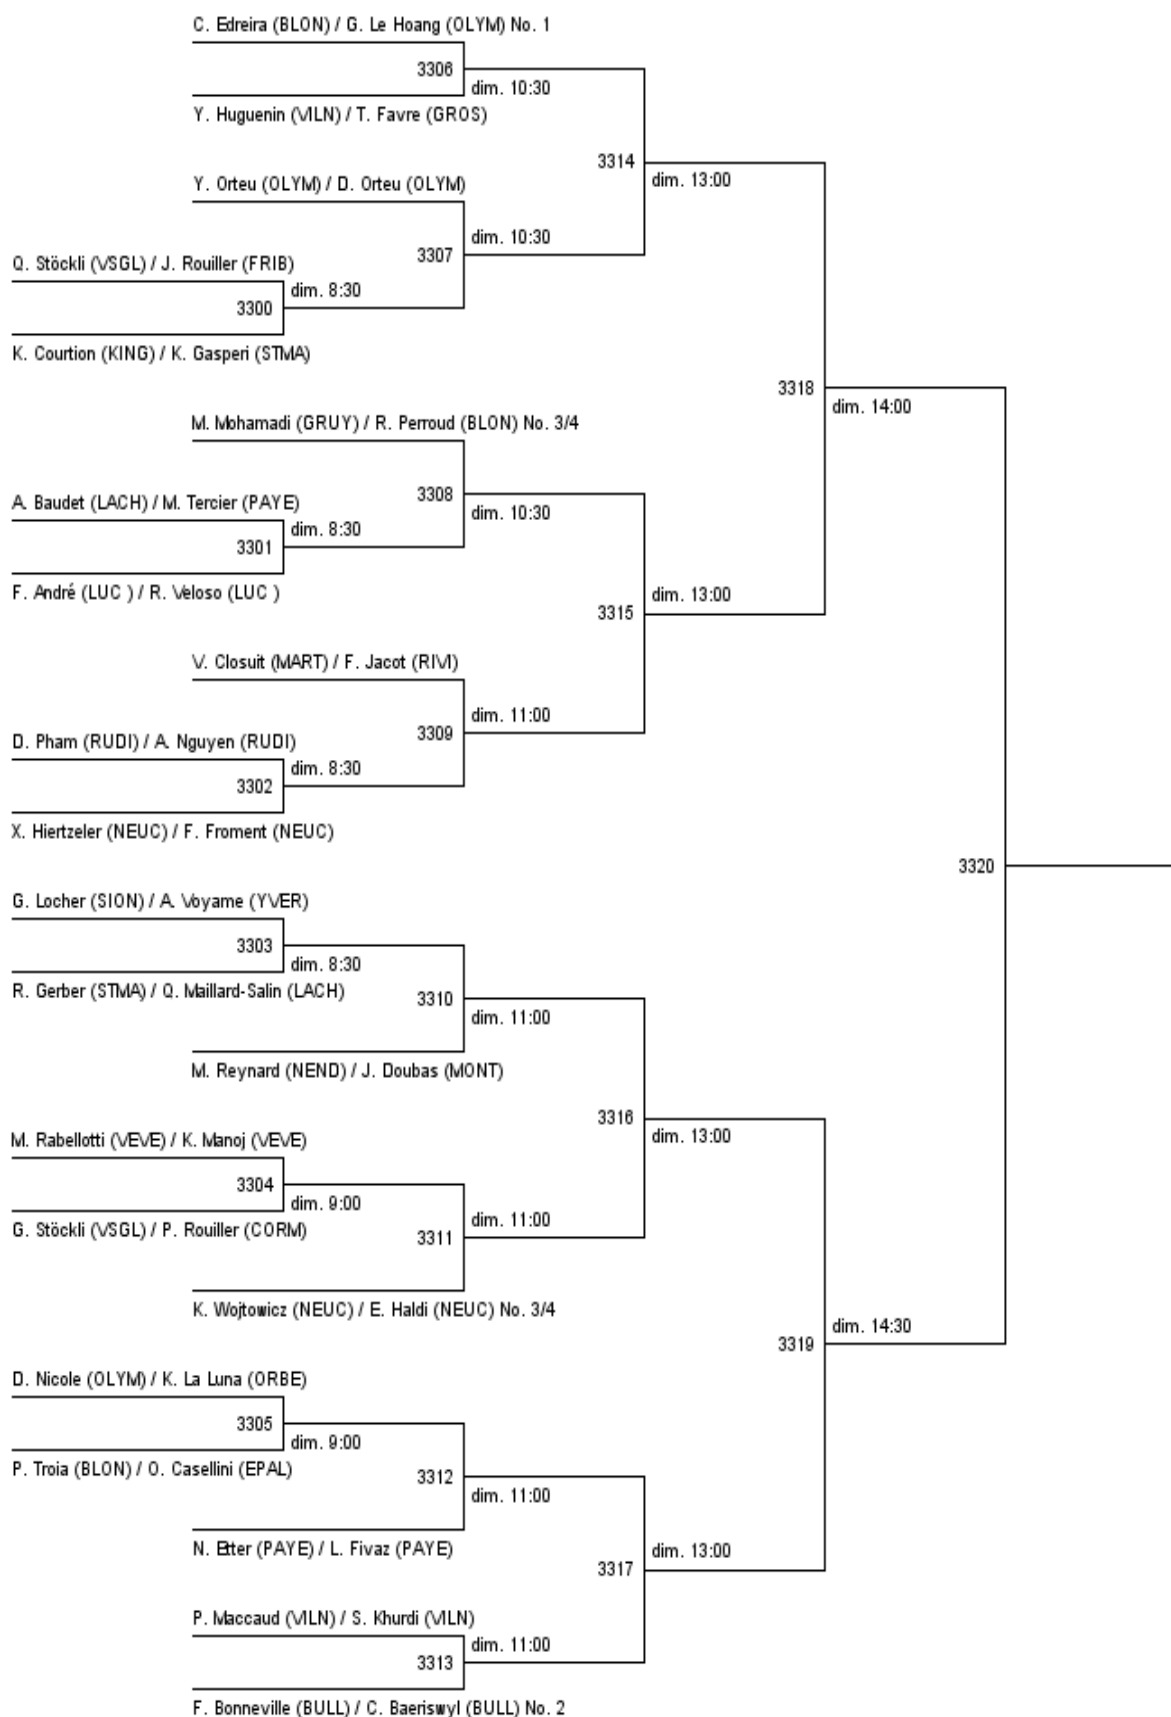 C. Edreira (BLON) / G. Le Hoang (OLYM) No. 1
3306
dim. 10:30
Y. Huguenin (VILN) / T. Favre (GROS)
3314
dim. 13:00
Y. Orteu (OLYM) / D. Orteu (OLYM)
dim. 10:30
3307
Q. Stöckli (VSGL) / J. Rouiller (FRIB)
dim. 8:30
3300
K. Courtion (KING) / K. Gasperi (STMA)
3318
dim. 14:00
M. Mohamadi (GRUY) / R. Perroud (BLON) No. 3/4
3308
dim. 10:30
A. Baudet (LACH) / M. Tercier (PAYE)
dim. 8:30
3301
F. André (LUC ) / R. Veloso (LUC )
dim. 13:00
3315
V. Closuit (MART) / F. Jacot (RIVI)
dim. 11:00
3309
D. Pham (RUDI) / A. Nguyen (RUDI)
dim. 8:30
3302
X. Hiertzeler (NEUC) / F. Froment (NEUC)
3320
G. Locher (SION) / A. Voyame (YVER)
3303
dim. 8:30
R. Gerber (STMA) / Q. Maillard-Salin (LACH)
3310
dim. 11:00
M. Reynard (NEND) / J. Doubas (MONT)
3316
dim. 13:00
M. Rabellotti (VEVE) / K. Manoj (VEVE)
3304
dim. 9:00
G. Stöckli (VSGL) / P. Rouiller (CORM)
dim. 11:00
3311
K. Wojtowicz (NEUC) / E. Haldi (NEUC) No. 3/4
dim. 14:30
3319
D. Nicole (OLYM) / K. La Luna (ORBE)
3305
dim. 9:00
P. Troia (BLON) / O. Casellini (EPAL)
3312
dim. 11:00
N. Etter (PAYE) / L. Fivaz (PAYE)
dim. 13:00
3317
P. Maccaud (VILN) / S. Khurdi (VILN)
dim. 11:00
3313
F. Bonneville (BULL) / C. Baeriswyl (BULL) No. 2